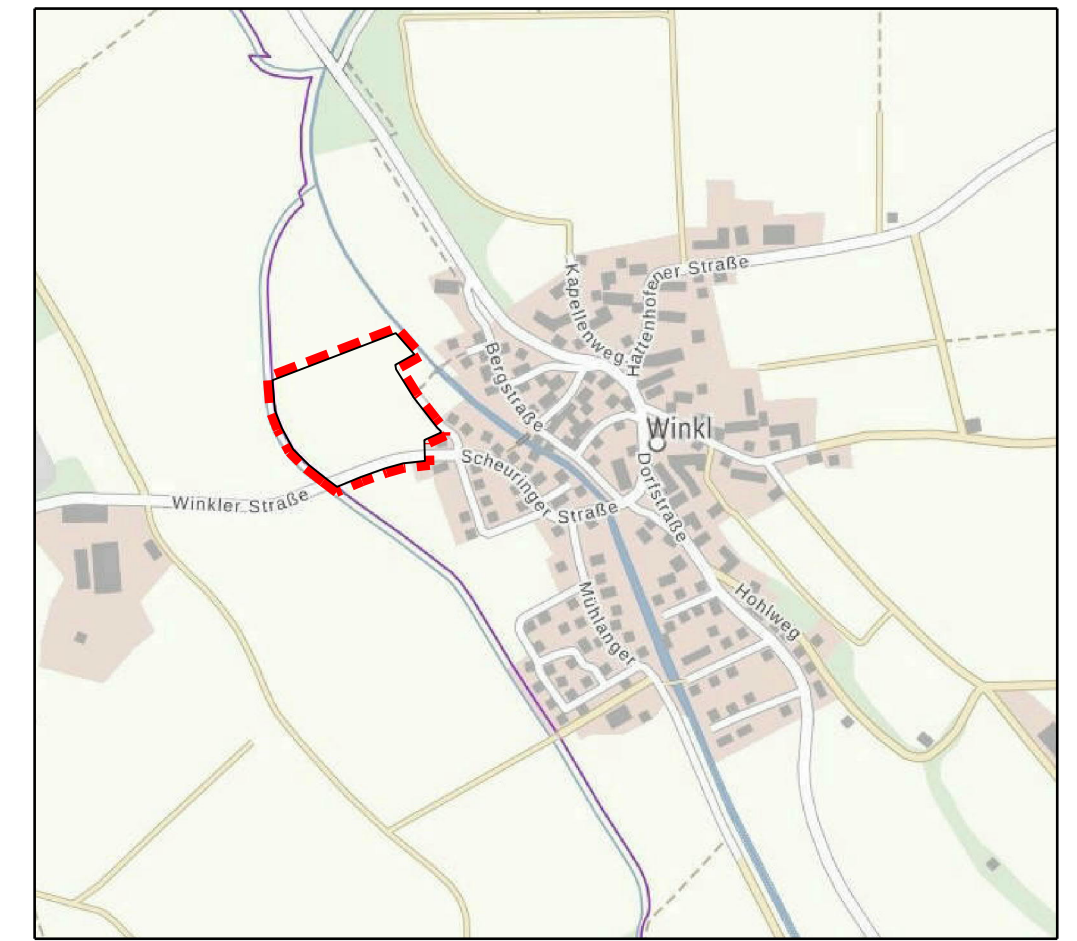 Hattenhofener Straße
Kapellenweg
Bergstraße
Winkl
Scheuringer Straße
Dorfstraße
Winkler Straße
Mühlanger
Hohlweg